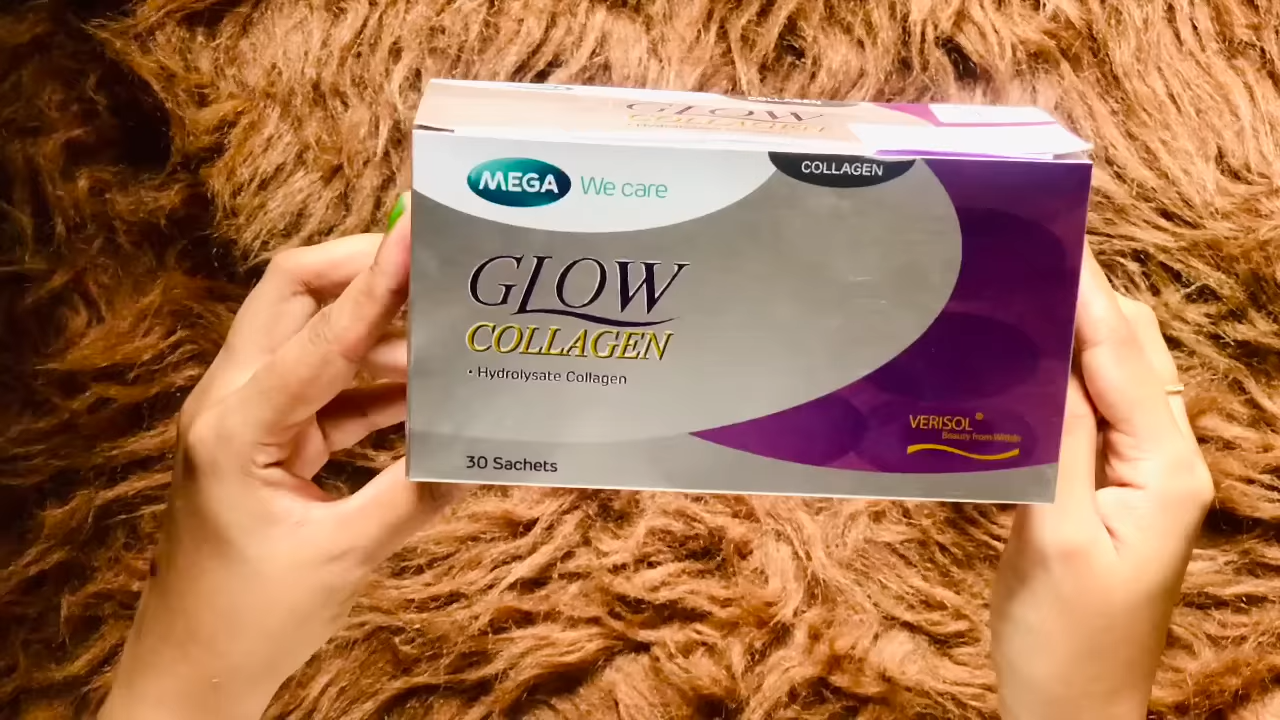 GLOW
COLLAGEN
MEGA We care
COLLAGEN
GLOW
COLLAGEN
• Hydrolysate Collagen
30 Sachets
VERISOL®
Beauty from Within